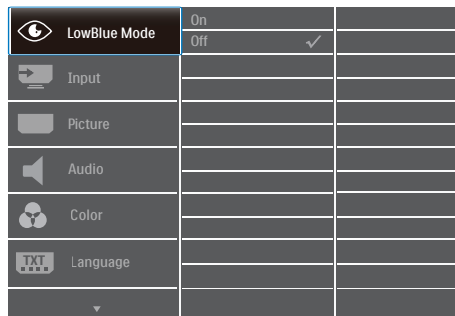 LowBlue Mode
On
Off
Input
Picture
Audio
Color
TXT
Language